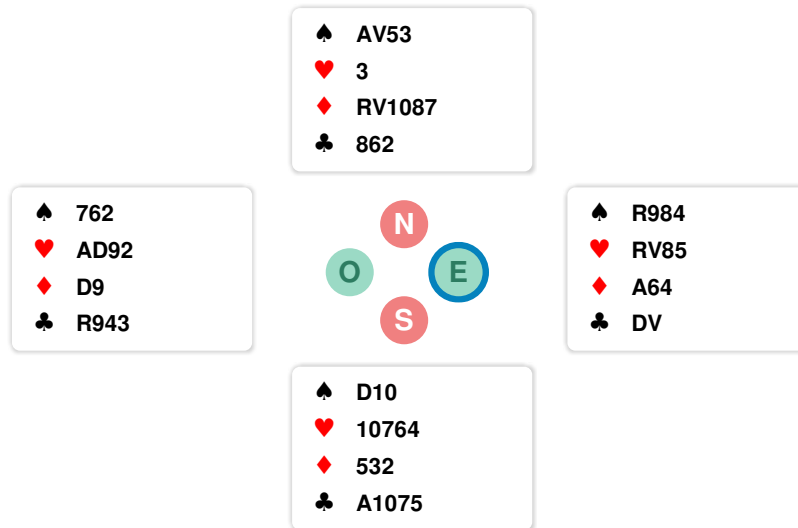 ♠ AV53
♥ 3
♦ RV1087
♣ 862
♠ 762
♥ AD92
♦ D9
♣ R943
N
O E
S
♠ R984
♥ RV85
♦ A64
♣ DV
♠ D10
♥ 10764
♦ 532
♣ A1075